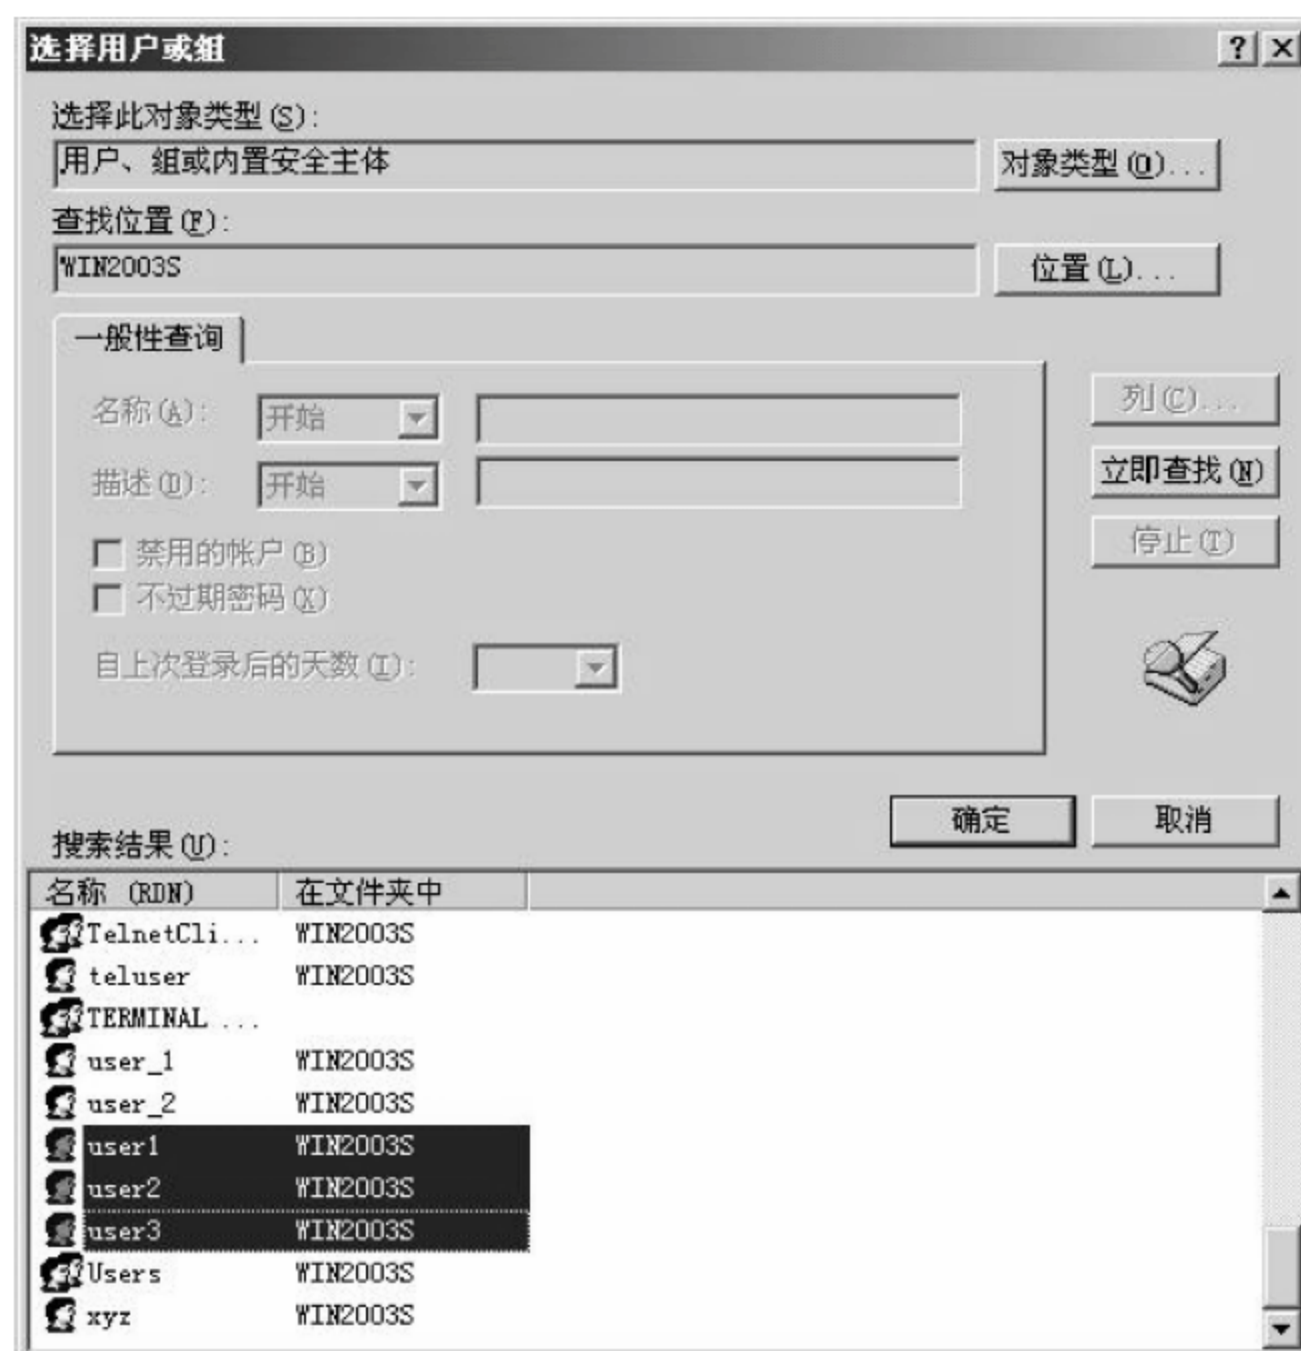 选择用户或组
选择此对象类型(S):
用户、组或内置安全主体 对象类型(O)...
查找位置(F):
WIN2003S 位置(L)...
一般性查询
名称(A): 开始 列(C)...
描述(D): 开始 立即查找(N)
禁用的帐户(B) 停止(T)
不过期密码(X)
自上次登录后的天数(I):
确定 取消
搜索结果(U):
名称 (RDN) 在文件夹中
TelnetCli... WIN2003S
teluser WIN2003S
TERMINAL ...
user_1 WIN2003S
user_2 WIN2003S
user1 WIN2003S
user2 WIN2003S
user3 WIN2003S
Users WIN2003S
xyz WIN2003S